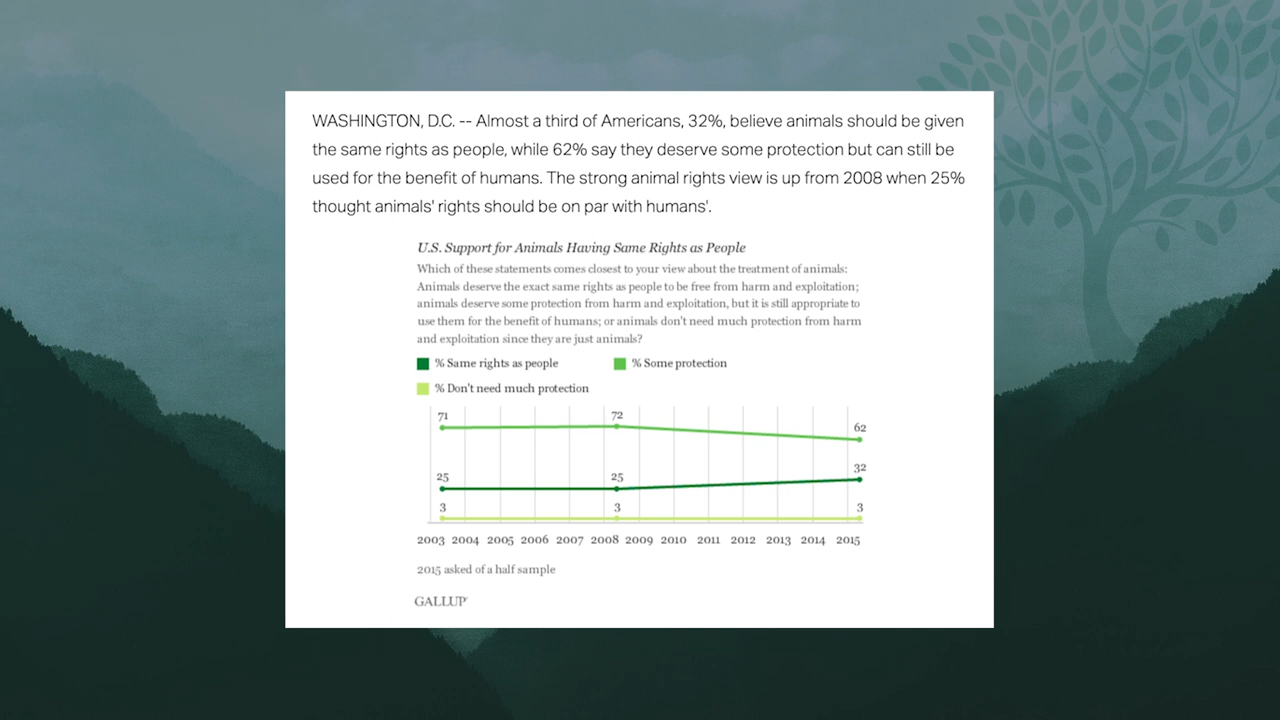 WASHINGTON, D.C. -- Almost a third of Americans, 32%, believe animals should be given
the same rights as people, while 62% say they deserve some protection but can still be
used for the benefit of humans. The strong animal rights view is up from 2008 when 25%
thought animals' rights should be on par with humans'.
U.S. Support for Animals Having Same Rights as People
Which of these statements comes closest to your view about the treatment of animals:
Animals deserve the exact same rights as people to be free from harm and exploitation;
animals deserve some protection from harm and exploitation, but it is still appropriate to
use them for the benefit of humans; or animals don't need much protection from harm
and exploitation since they are just animals?
% Same rights as people % Some protection
% Don't need much protection
71 72 62
25 25 32
3 3 3
2003 2004 2005 2006 2007 2008 2009 2010 2011 2012 2013 2014 2015
2015 asked of a half sample
GALLUP